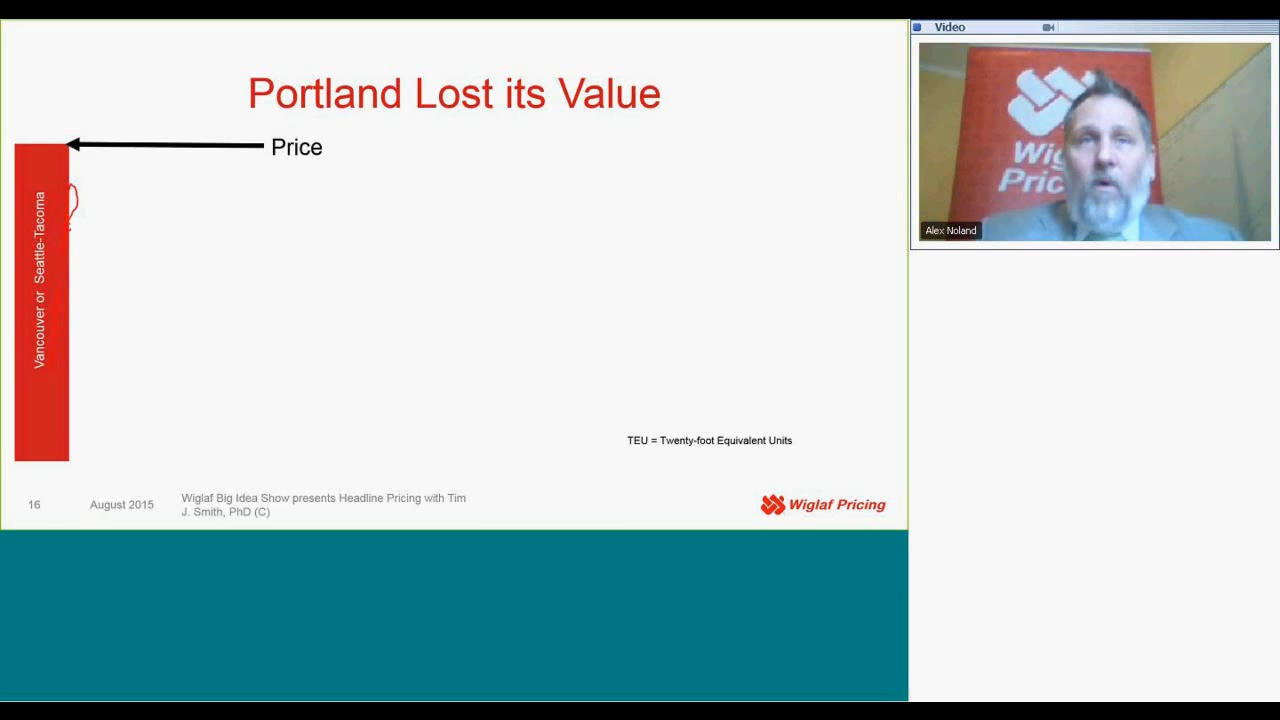 Video
Portland Lost its Value
Price
Vancouver or Seattle-Tacoma
Wig
Pric
Alex Noland
TEU = Twenty-foot Equivalent Units
16
August 2015
Wiglaf Big Idea Show presents Headline Pricing with Tim
J. Smith, PhD (C)
Wiglaf Pricing